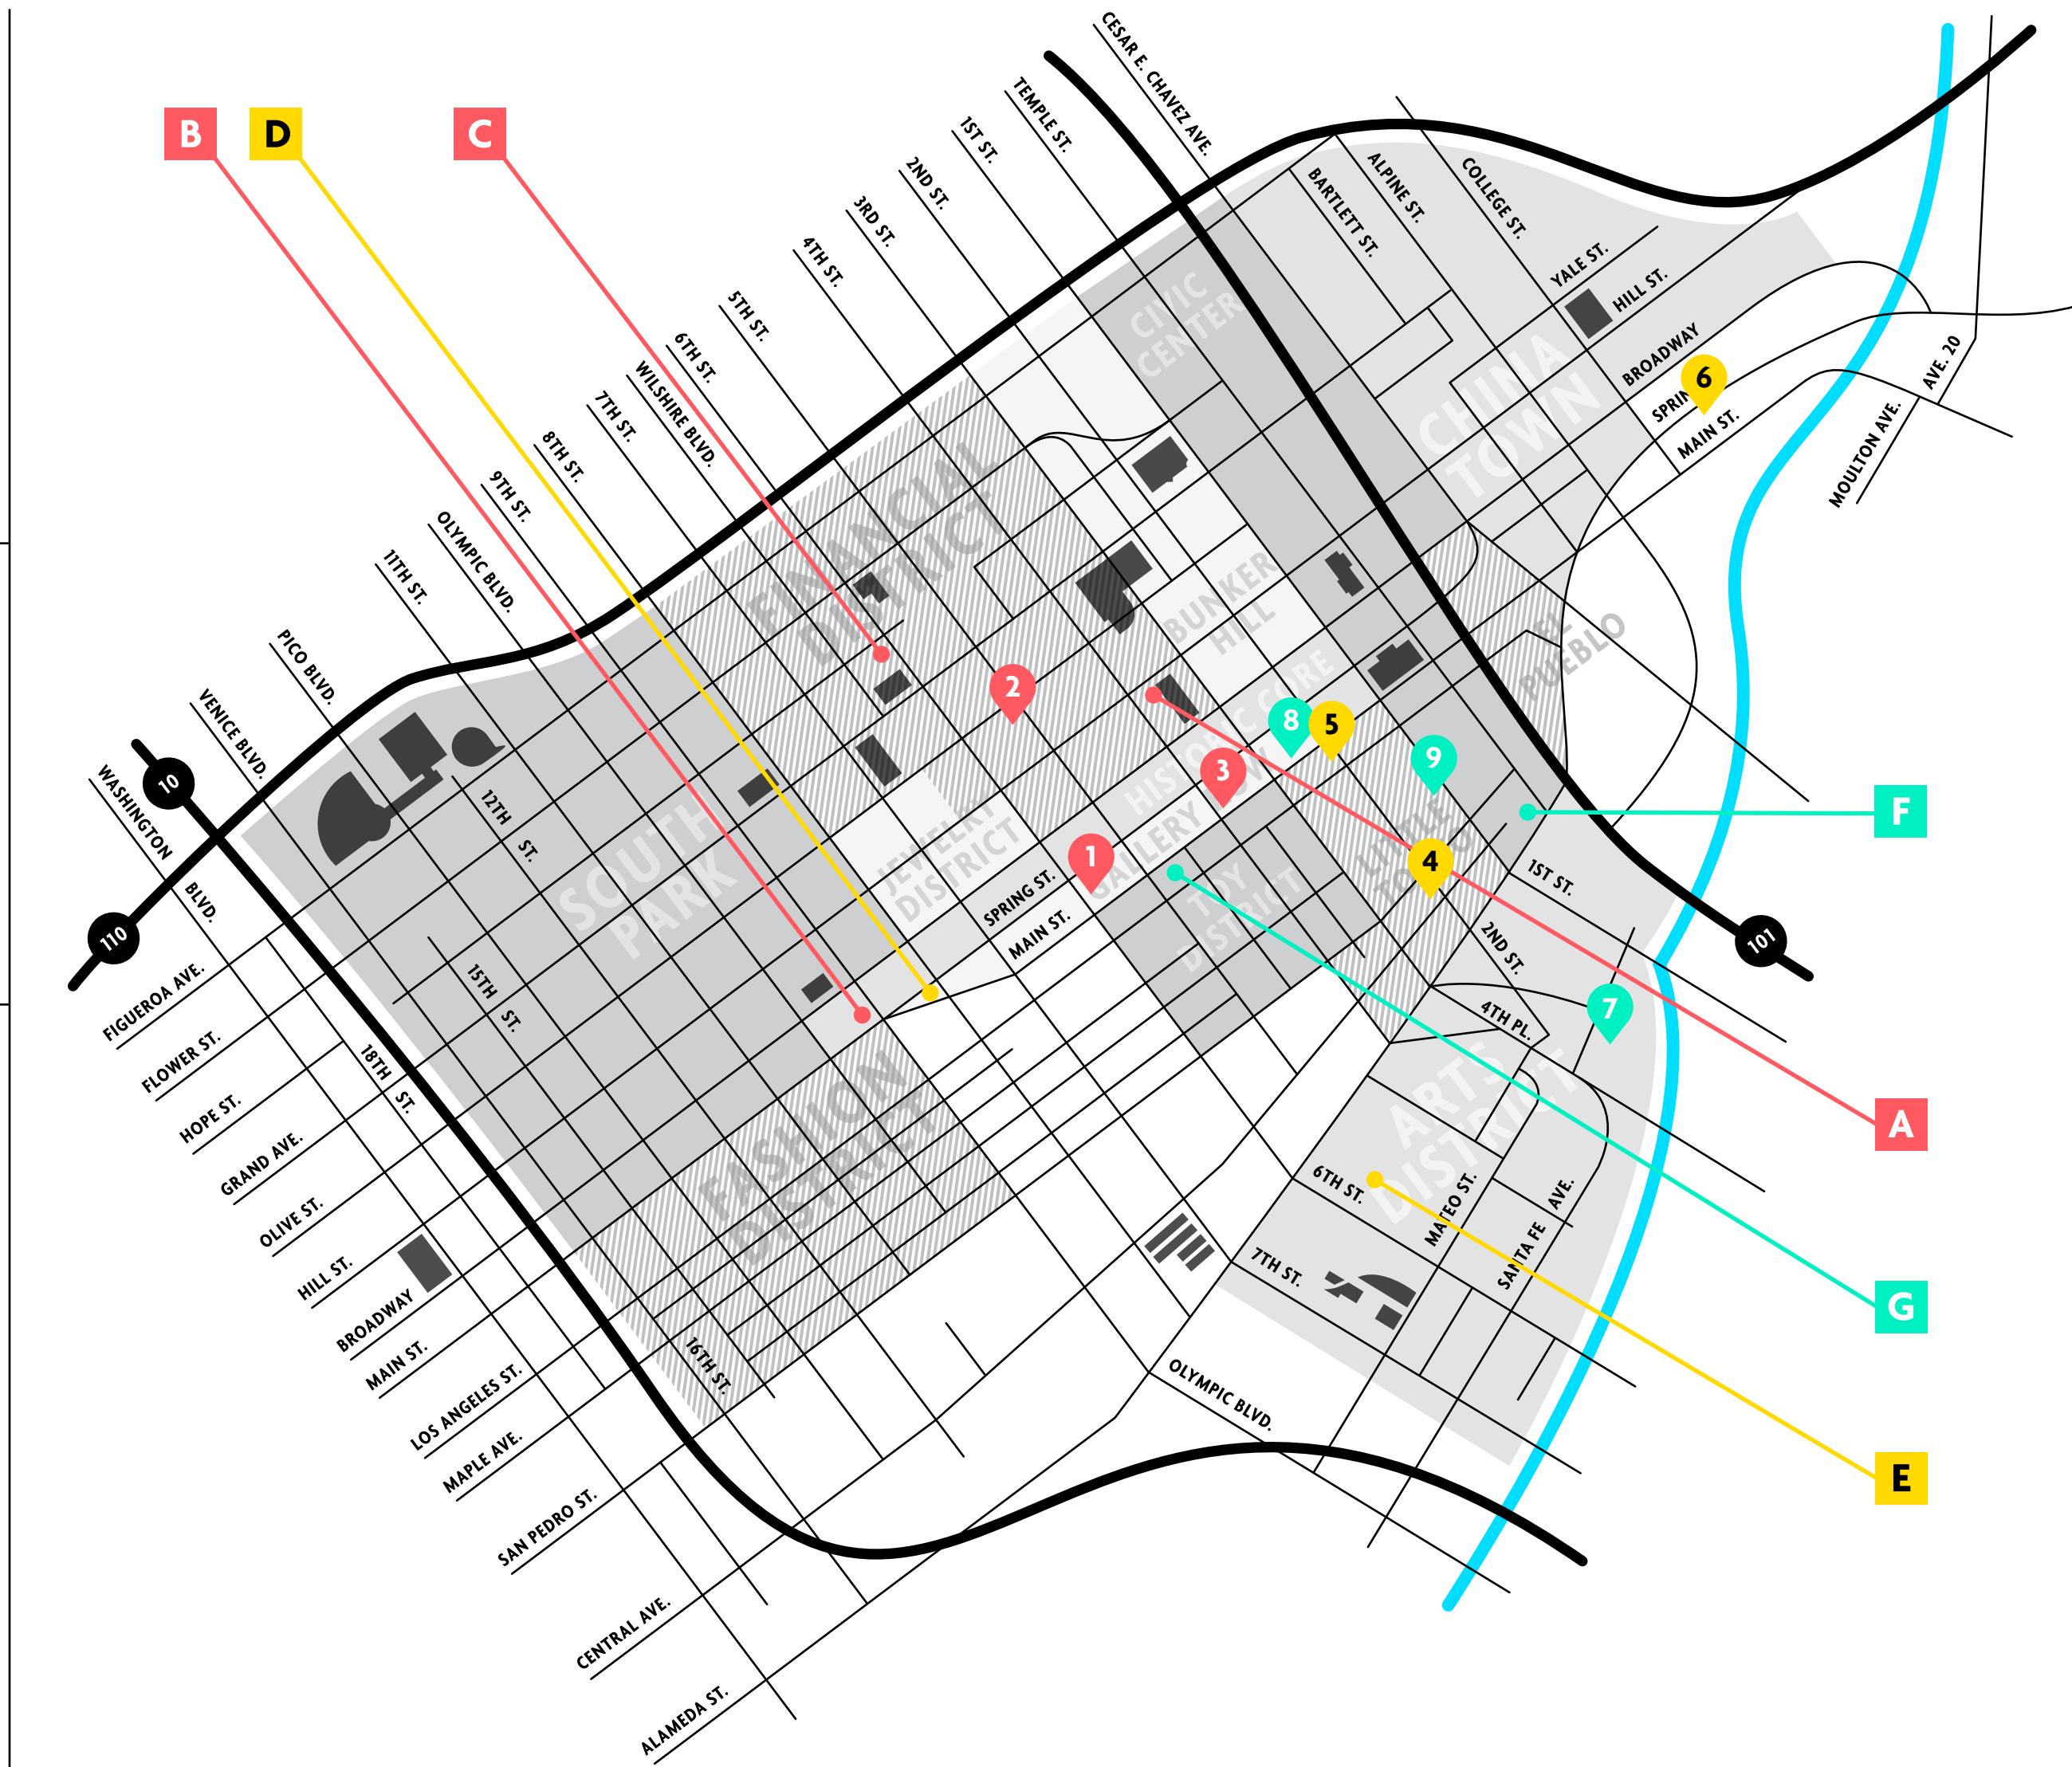 CESAR E. CHAVEZ AVE.
TEMPLE ST.
1ST ST.
2ND ST.
3RD ST.
4TH ST.
5TH ST.
6TH ST.
WILSHIRE BLVD.
7TH ST.
8TH ST.
9TH ST.
OLYMPIC BLVD.
11TH ST.
PICO BLVD.
VENICE BLVD.
WASHINGTON
BLVD.
B
D
C
BARTLETT ST.
ALPINE ST.
COLLEGE ST.
YALE ST.
HILL ST.
BROADWAY
SPRIN
MAIN ST.
6
AVE. 20
MOULTON AVE.
CIVIC
CENTER
CHINA
TOWN
FINANCIAL
DISTRICT
BUNKER
HILL
EL
PUEBLO
HISTORIC CORE
2
8
5
9
3
1
4
7
10
110
101
12TH
ST.
SOUTH
PARK
JEWELRY
DISTRICT
GALLERY
LITTLE
TOY
DISTRICT
SPRING ST.
MAIN ST.
F
1ST ST.
2ND ST.
4TH PL.
15TH
ST.
18TH
ST.
FIGUEROA AVE.
FLOWER ST.
HOPE ST.
GRAND AVE.
OLIVE ST.
HILL ST.
BROADWAY
MAIN ST.
LOS ANGELES ST.
MAPLE AVE.
SAN PEDRO ST.
CENTRAL AVE.
ALAMEDA ST.
FASHION
DISTRICT
16TH ST.
ARTS
DISTRICT
6TH ST.
7TH ST.
MATEO ST.
SANTA FE
AVE.
OLYMPIC BLVD.
A
G
E